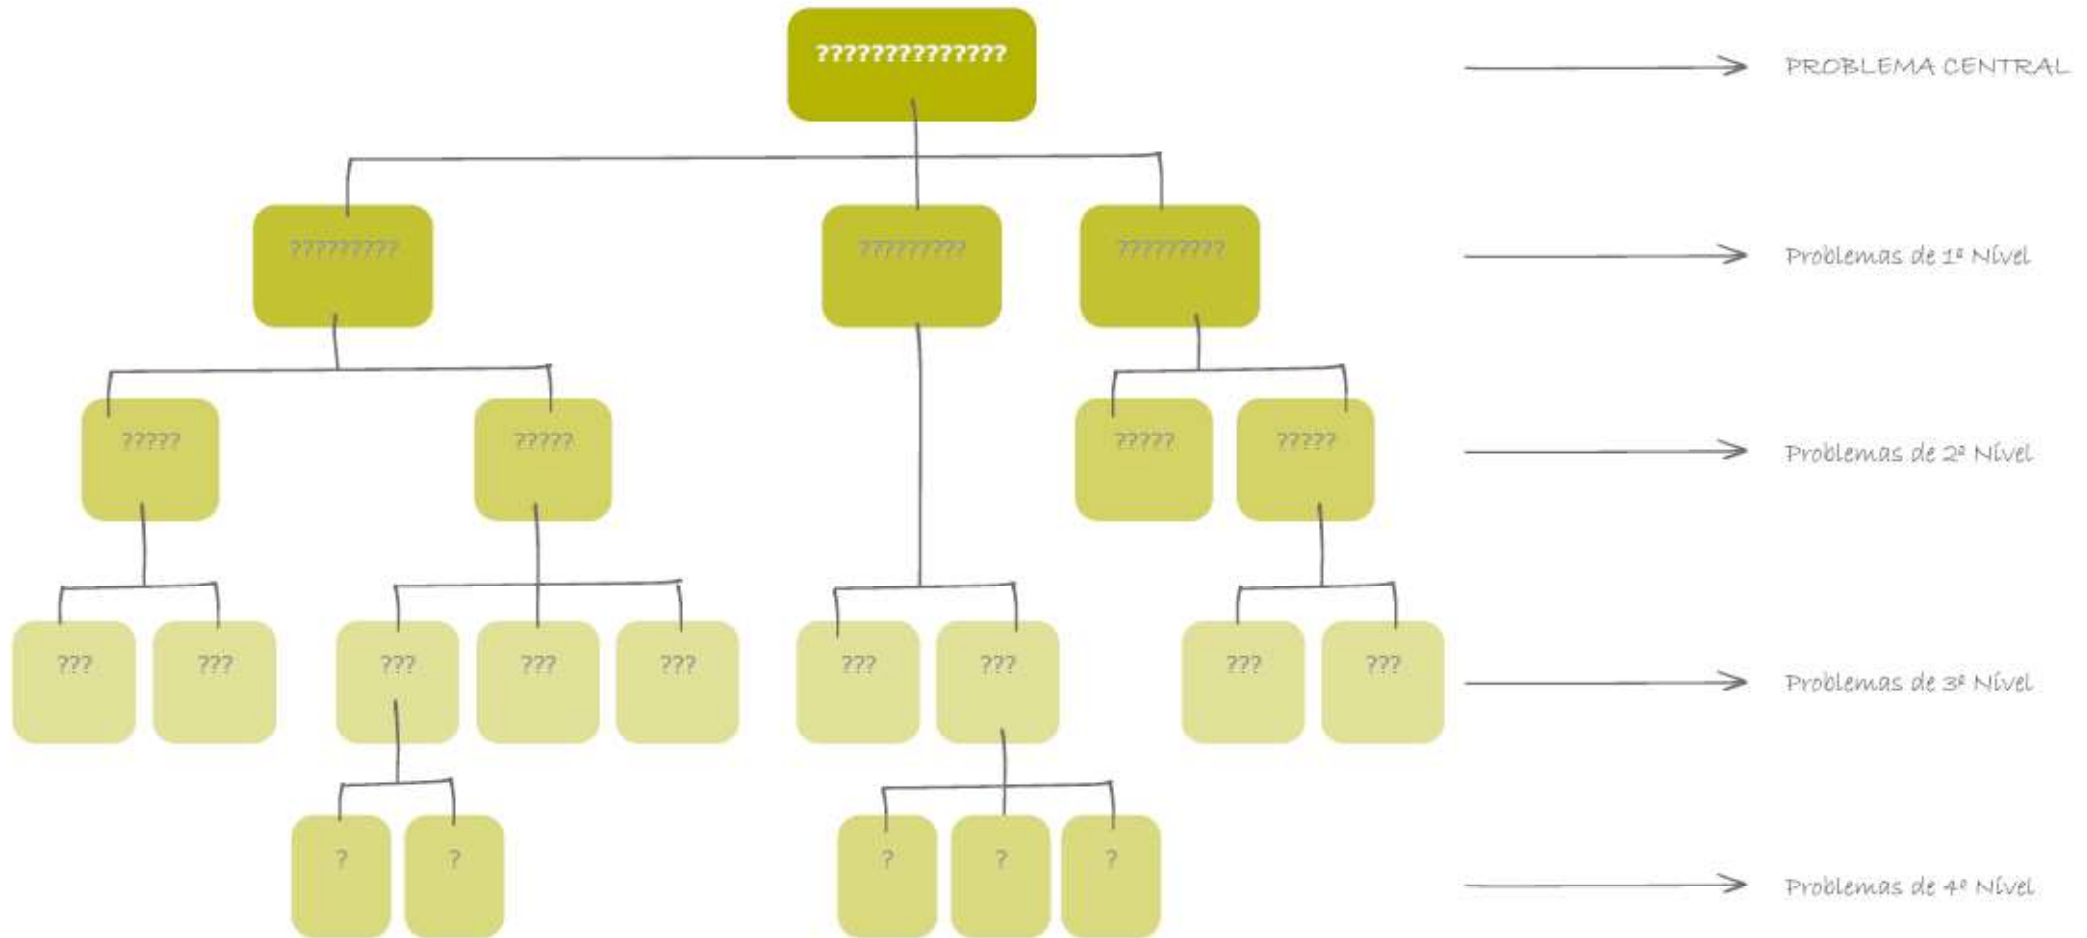 ??????????????
PROBLEMA CENTRAL
????????? ????????? ?????????
Problemas de 1º Nível
????? ????? ????? ?????
Problemas de 2º Nível
??? ??? ??? ??? ??? ??? ??? ??? ???
Problemas de 3º Nível
? ? ? ? ?
Problemas de 4º Nível